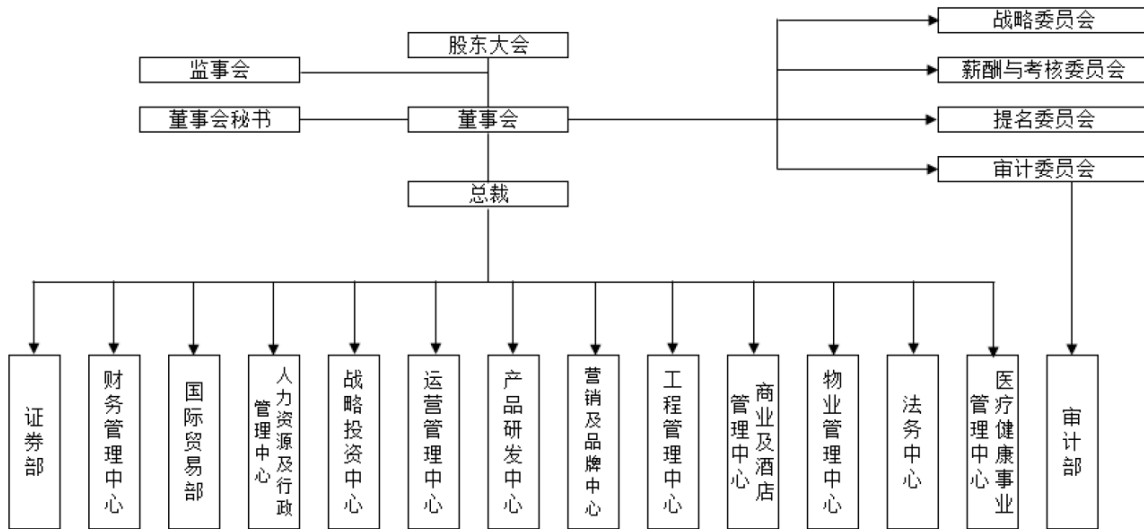 战略委员会
股东大会
监事会
薪酬与考核委员会
董事会秘书
董事会
提名委员会
审计委员会
总裁
证券部
财务管理中心
国际贸易部
人力资源及行政
管理中心
战略投资中心
运营管理中心
产品研发中心
营销及品牌中心
工程管理中心
商业及酒店
管理中心
物业管理中心
法务中心
医疗健康事业
管理中心
审计部